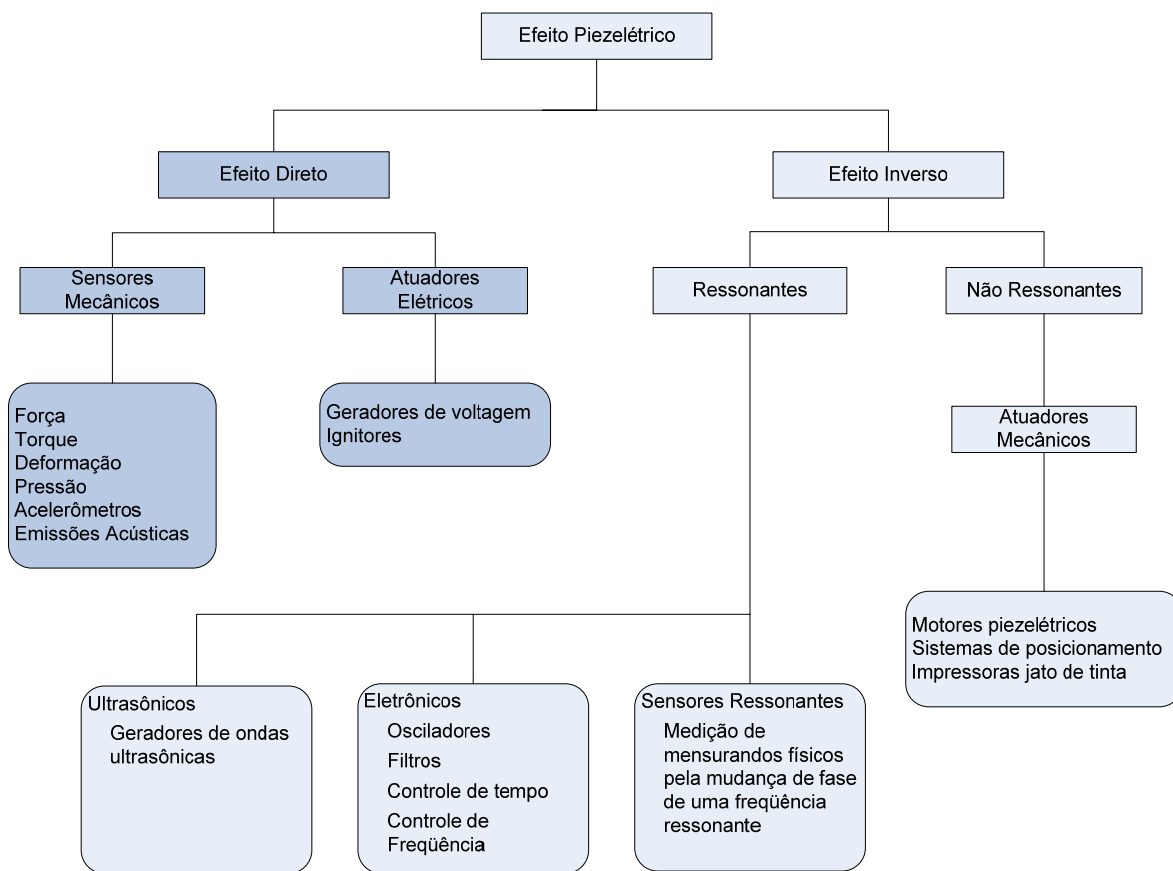 Efeito Piezelétrico
Efeito Direto
Efeito Inverso
Sensores
Mecânicos
Atuadores
Elétricos
Ressonantes
Não Ressonantes
Força
Torque
Deformação
Pressão
Acelerômetros
Emissões Acústicas
Geradores de voltagem
Ignitores
Atuadores
Mecânicos
Motores piezelétricos
Sistemas de posicionamento
Impressoras jato de tinta
Ultrasônicos
Geradores de ondas
ultrasônicas
Eletrônicos
Osciladores
Filtros
Controle de tempo
Controle de
Freqüência
Sensores Ressonantes
Medição de
mensurandos físicos
pela mudança de fase
de uma freqüência
ressonante